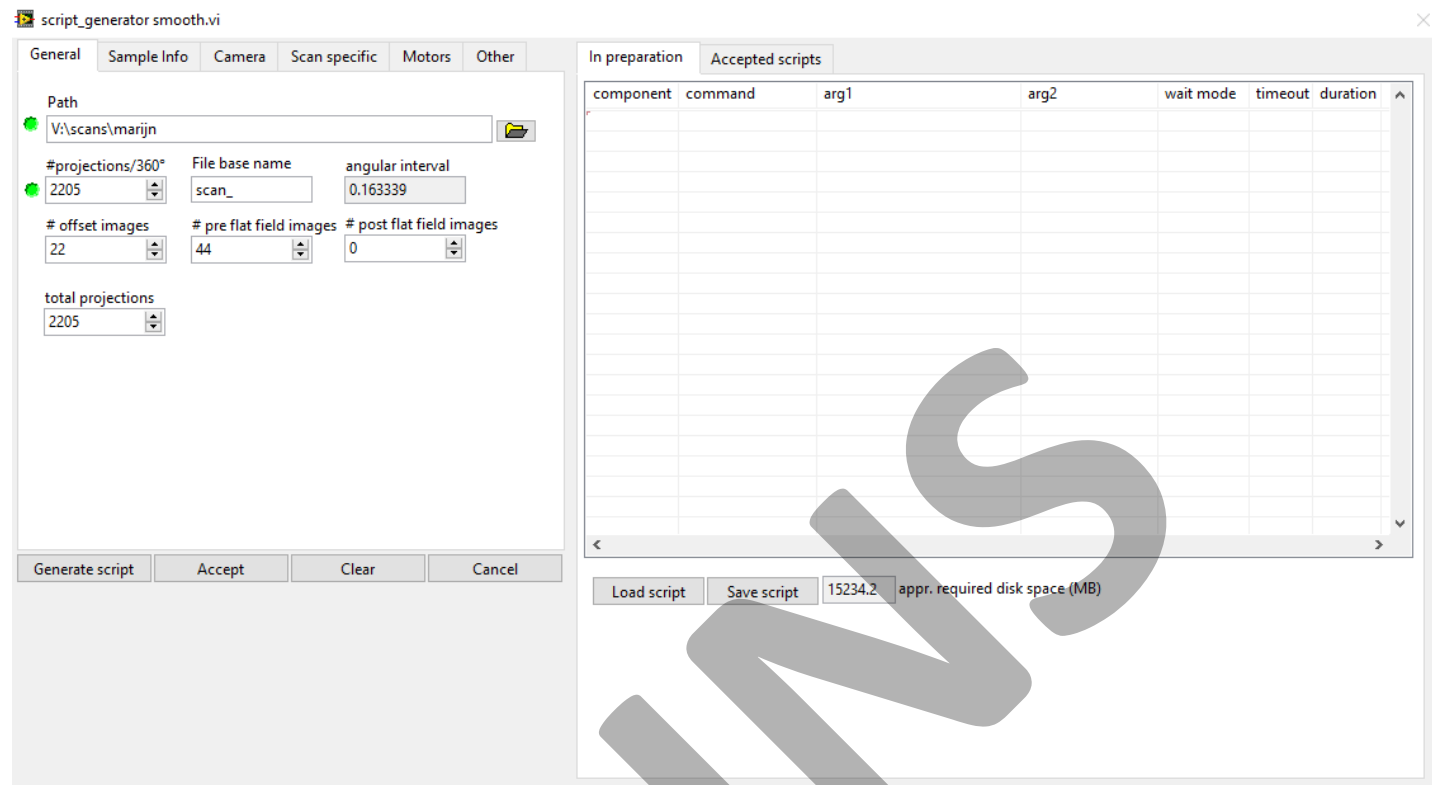 script_generator smooth.vi
General Sample Info Camera Scan specific Motors Other
Path
V:\scans\marijn
#projections/360° File base name angular interval
2205 scan_ 0.163339
# offset images # pre flat field images # post flat field images
22 44 0
total projections
2205
Generate script Accept Clear Cancel
In preparation Accepted scripts
component command arg1 arg2 wait mode timeout duration
Load script Save script 15234.2 appr. required disk space (MB)